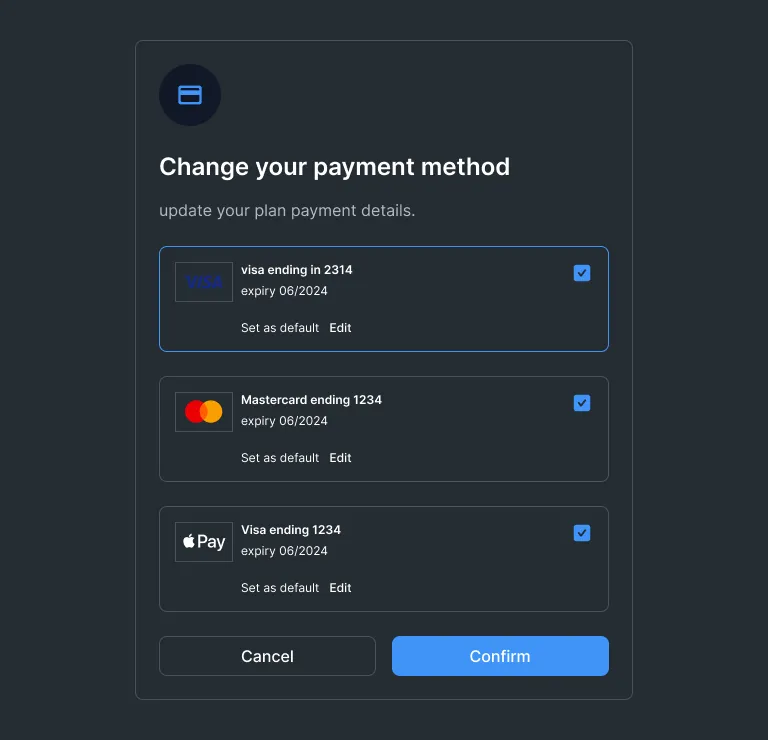 Change your payment method
update your plan payment details.
VISA
visa ending in 2314
expiry 06/2024
Set as default Edit
Mastercard ending 1234
expiry 06/2024
Set as default Edit
Pay
Visa ending 1234
expiry 06/2024
Set as default Edit
Cancel Confirm